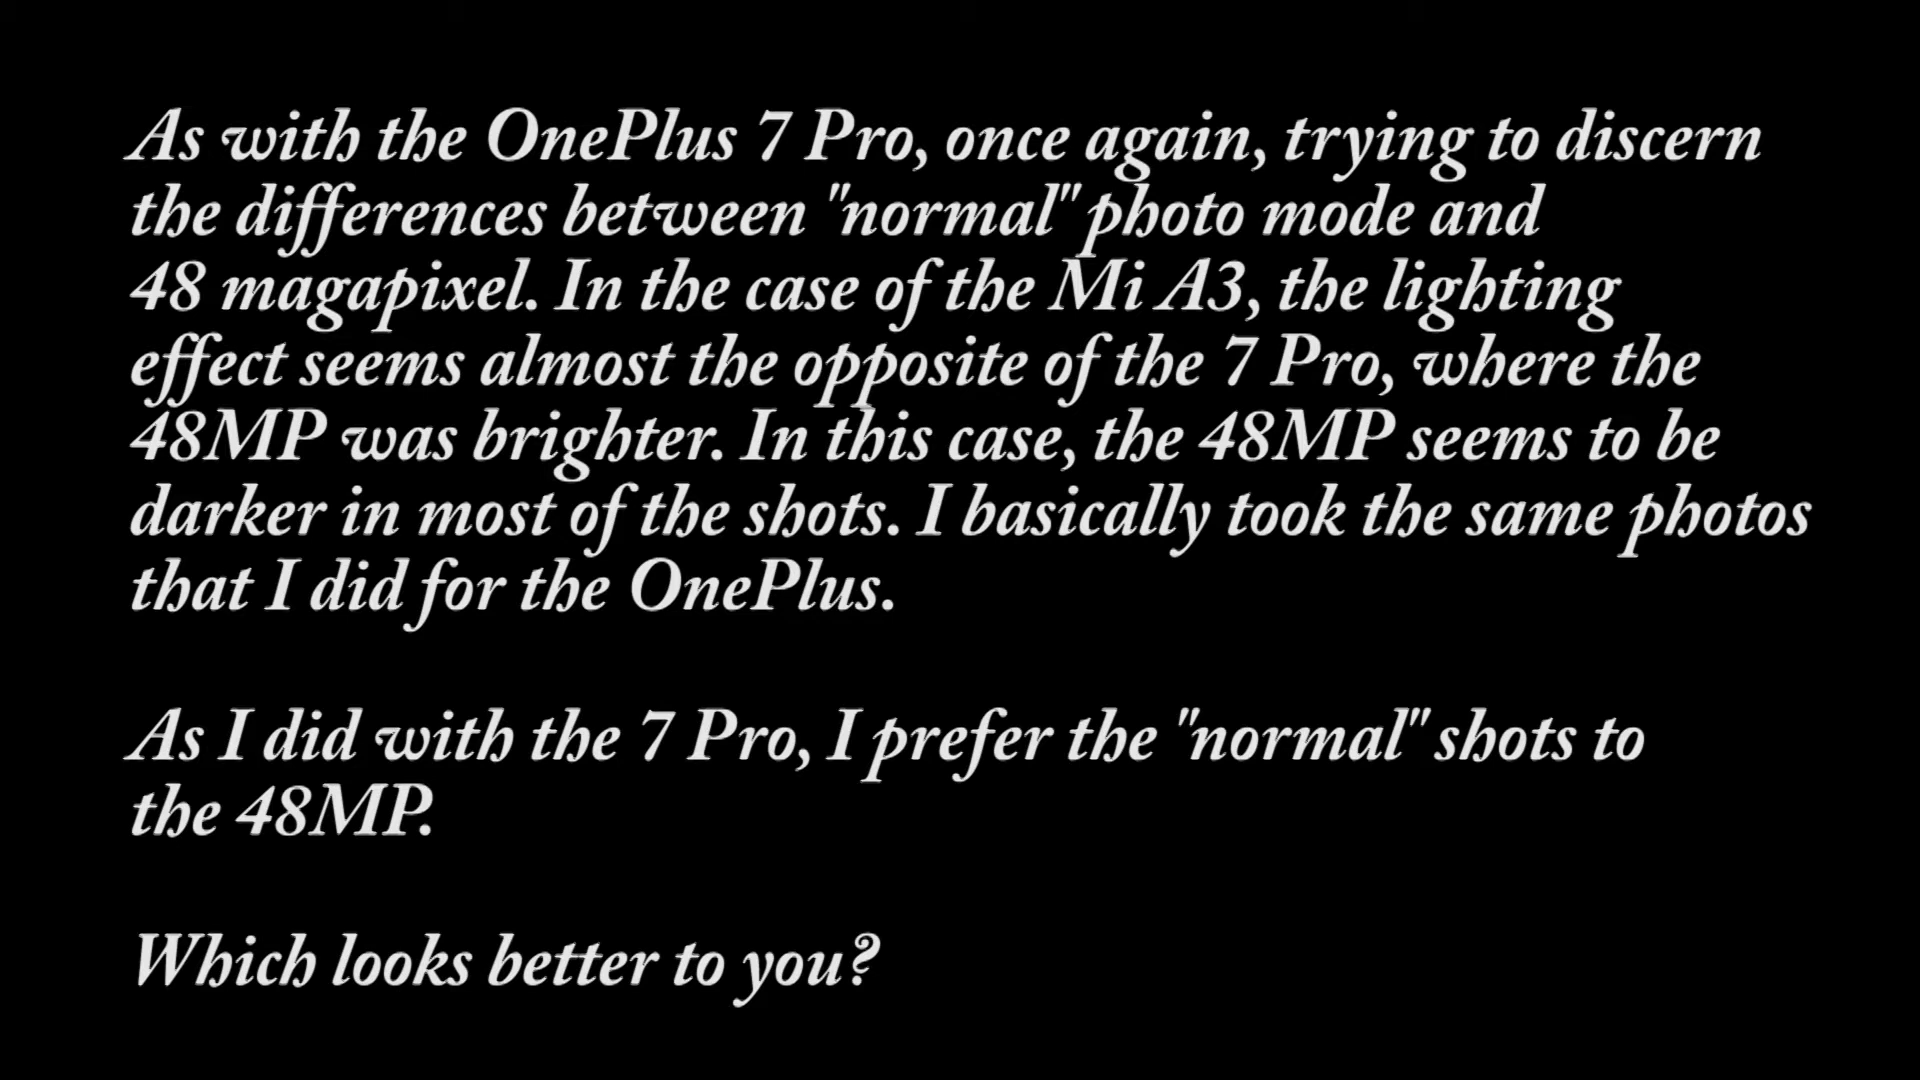 As with the OnePlus 7 Pro, once again, trying to discern
the differences between "normal" photo mode and
48 magapixel. In the case of the Mi A3, the lighting
effect seems almost the opposite of the 7 Pro, where the
48MP was brighter. In this case, the 48MP seems to be
darker in most of the shots. I basically took the same photos
that I did for the OnePlus.
As I did with the 7 Pro, I prefer the "normal" shots to
the 48MP.
Which looks better to you?